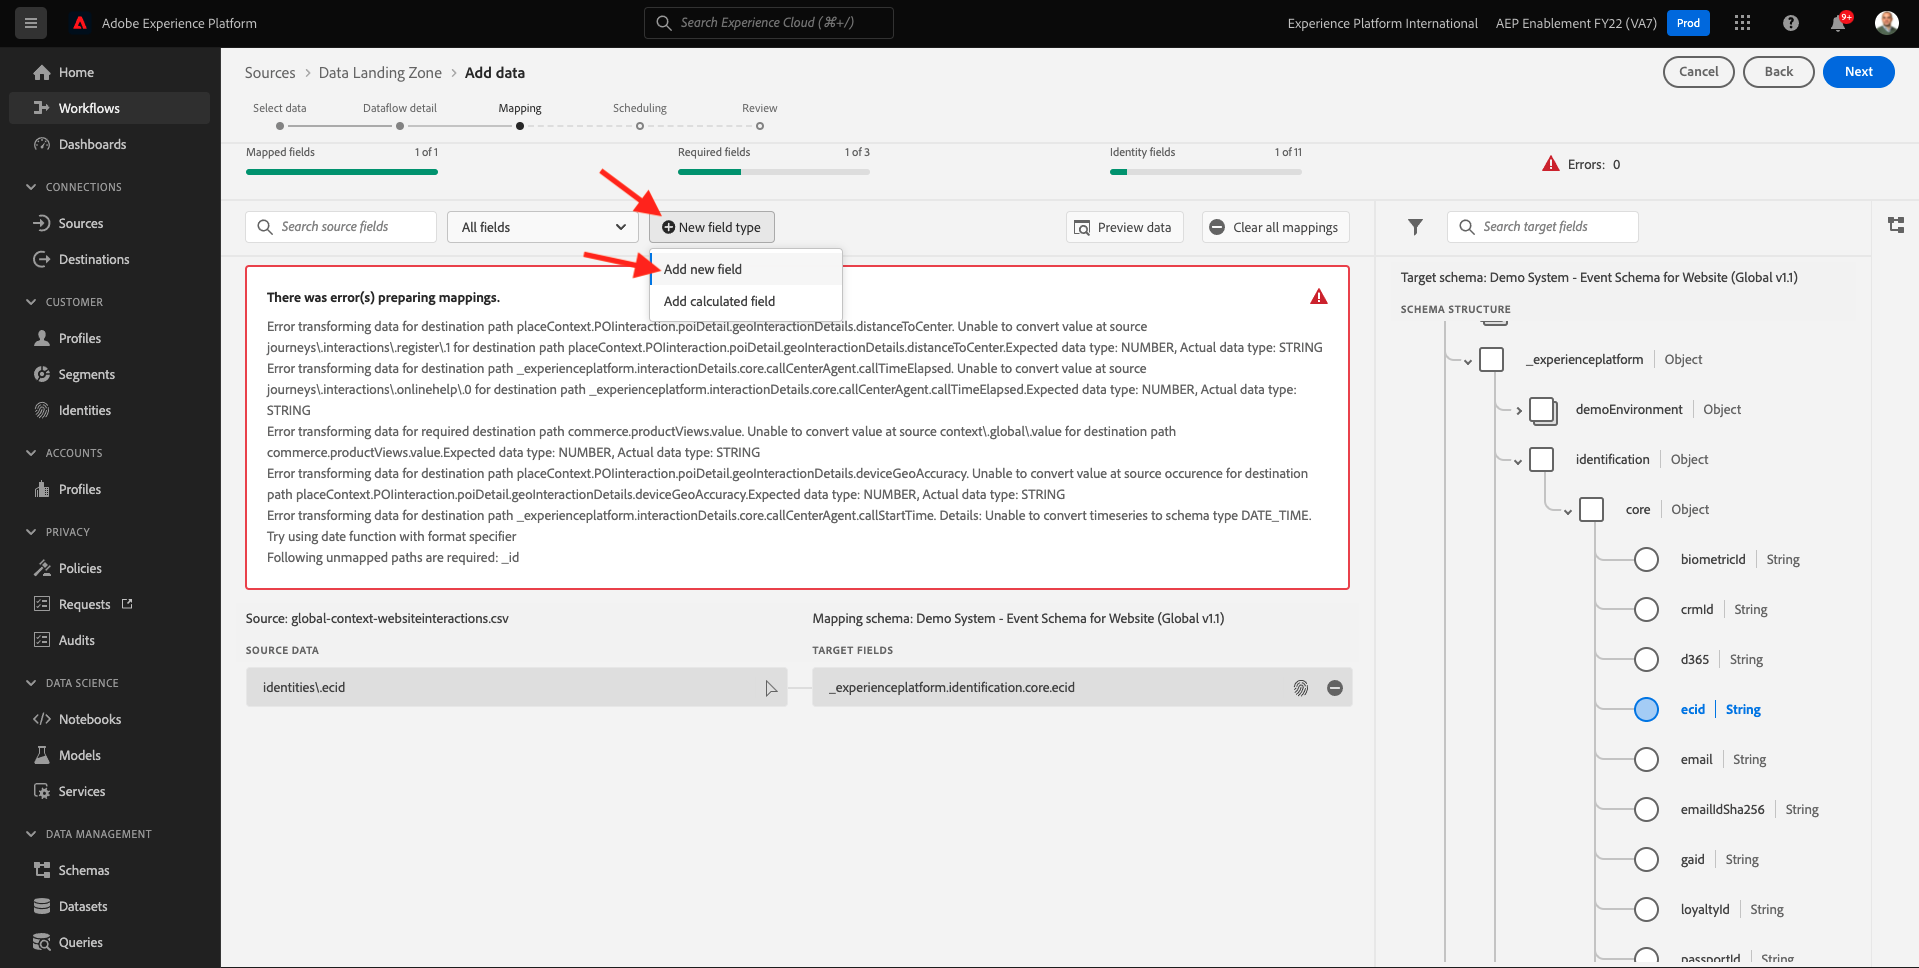 Adobe Experience Platform
Search Experience Cloud (⌘+/)
Experience Platform International
AEP Enablement FY22 (VA7)
Prod
9+
Home
Workflows
Dashboards
CONNECTIONS
Sources
Destinations
CUSTOMER
Profiles
Segments
Identities
ACCOUNTS
Profiles
PRIVACY
Policies
Requests
Audits
DATA SCIENCE
Notebooks
Models
Services
DATA MANAGEMENT
Schemas
Datasets
Queries
Sources > Data Landing Zone > Add data
Cancel
Back
Next
Select data
Dataflow detail
Mapping
Scheduling
Review
Mapped fields 1 of 1
Required fields 1 of 3
Identity fields 1 of 11
Errors: 0
Search source fields
All fields
New field type
Preview data
Clear all mappings
Add new field
Add calculated field
There was error(s) preparing mappings.
Error transforming data for destination path placeContext.POIinteraction.poiDetail.geoInteractionDetails.distanceToCenter. Unable to convert value at source
journeys\.interactions\.register\.1 for destination path placeContext.POIinteraction.poiDetail.geoInteractionDetails.distanceToCenter.Expected data type: NUMBER, Actual data type: STRING
Error transforming data for destination path _experienceplatform.interactionDetails.core.callCenterAgent.callTimeElapsed. Unable to convert value at source
journeys\.interactions\.onlinehelp\.0 for destination path _experienceplatform.interactionDetails.core.callCenterAgent.callTimeElapsed.Expected data type: NUMBER, Actual data type:
STRING
Error transforming data for required destination path commerce.productViews.value. Unable to convert value at source context\.global\.value for destination path
commerce.productViews.value.Expected data type: NUMBER, Actual data type: STRING
Error transforming data for destination path placeContext.POIinteraction.poiDetail.geoInteractionDetails.deviceGeoAccuracy. Unable to convert value at source occurence for destination
path placeContext.POIinteraction.poiDetail.geoInteractionDetails.deviceGeoAccuracy.Expected data type: NUMBER, Actual data type: STRING
Error transforming data for destination path _experienceplatform.interactionDetails.core.callCenterAgent.callStartTime. Details: Unable to convert timeseries to schema type DATE_TIME.
Try using date function with format specifier
Following unmapped paths are required: _id
Source: global-context-websiteinteractions.csv
Mapping schema: Demo System - Event Schema for Website (Global v1.1)
SOURCE DATA
TARGET FIELDS
identities\.ecid
_experienceplatform.identification.core.ecid
Search target fields
Target schema: Demo System - Event Schema for Website (Global v1.1)
SCHEMA STRUCTURE
_experienceplatform Object
demoEnvironment Object
identification Object
core Object
biometricId String
crmId String
d365 String
ecid String
email String
emailIdSha256 String
gaid String
loyaltyId String
passportId String